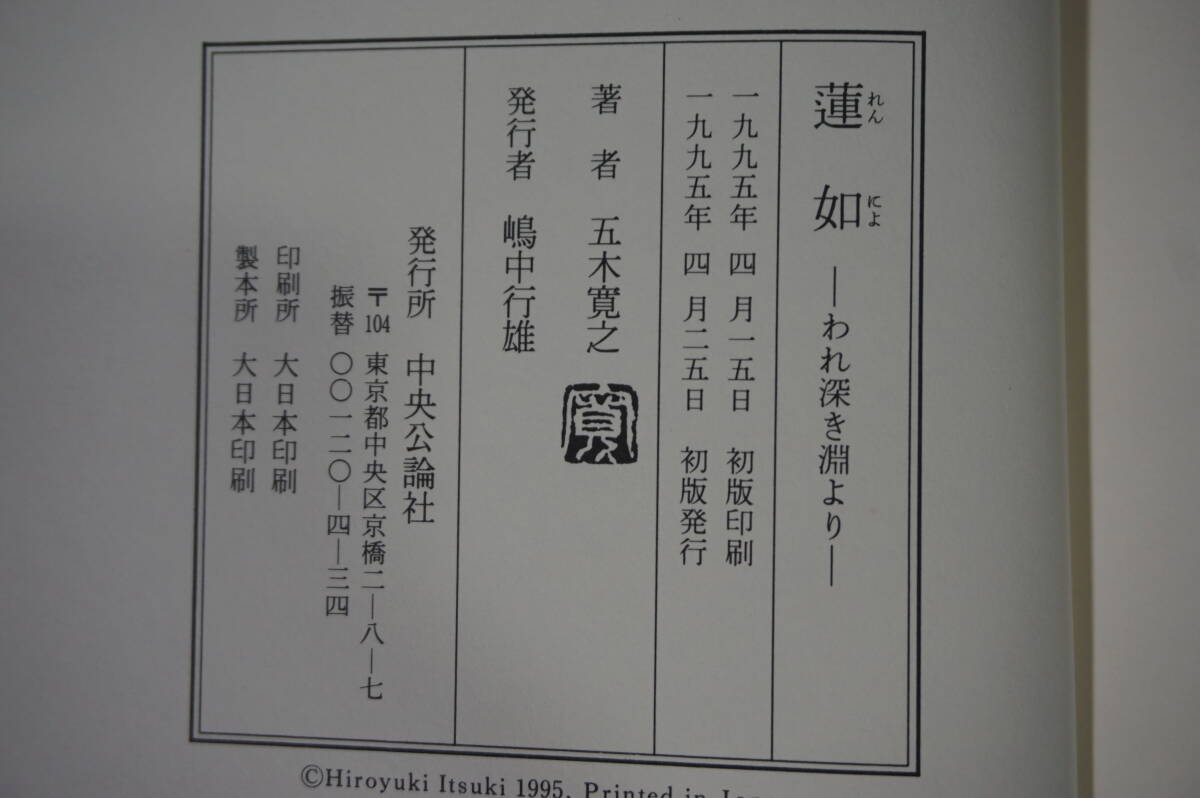 蓮如 ―われ深き淵より―
れんによ
一九九五年 四 月一五日 初版印刷
一九九五年 四 月二五日 初版発行
著者 五木寛之
寛
発行者 嶋中行雄
発行所 中央公論社
〒104 東京都中央区京橋二―八―七
振替 〇〇一二〇―四―三四
印刷所 大日本印刷
製本所 大日本印刷
©Hiroyuki Itsuki 1995. Printed in